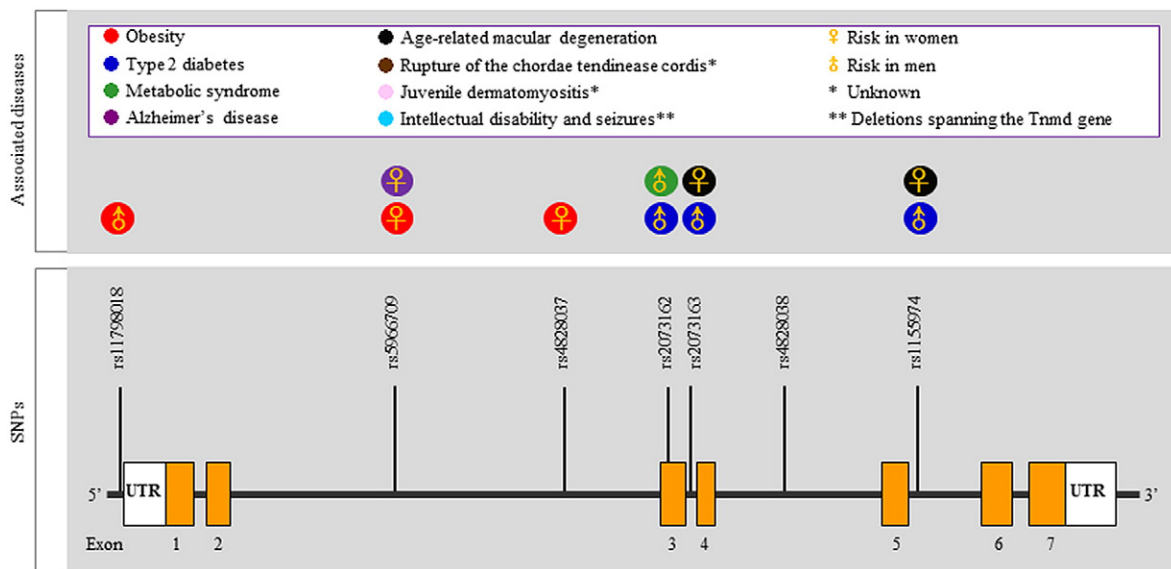 Associated diseases
Obesity
Type 2 diabetes
Metabolic syndrome
Alzheimer's disease
Age-related macular degeneration
Rupture of the chordae tendinease cordis*
Juvenile dermatomyositis*
Intellectual disability and seizures**
♀ Risk in women
♂ Risk in men
* Unknown
** Deletions spanning the Tnmd gene
SNPs
rs11798018
rs5966709
rs4828037
rs2073162
rs2073163
rs4828038
rs1155974
5’ UTR UTR 3’
Exon 1 2 3 4 5 6 7